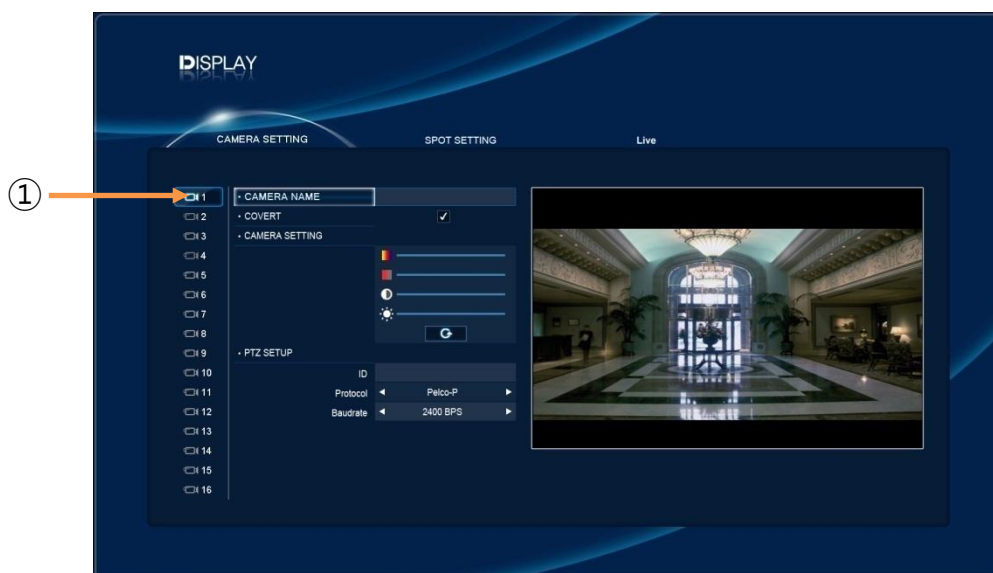 DISPLAY
CAMERA SETTING SPOT SETTING Live
①
1
• CAMERA NAME
2
• COVERT
3
• CAMERA SETTING
4
5
6
7
8
9
• PTZ SETUP
10
ID
11
Protocol ◄ Pelco-P ►
12
Baudrate ◄ 2400 BPS ►
13
14
15
16